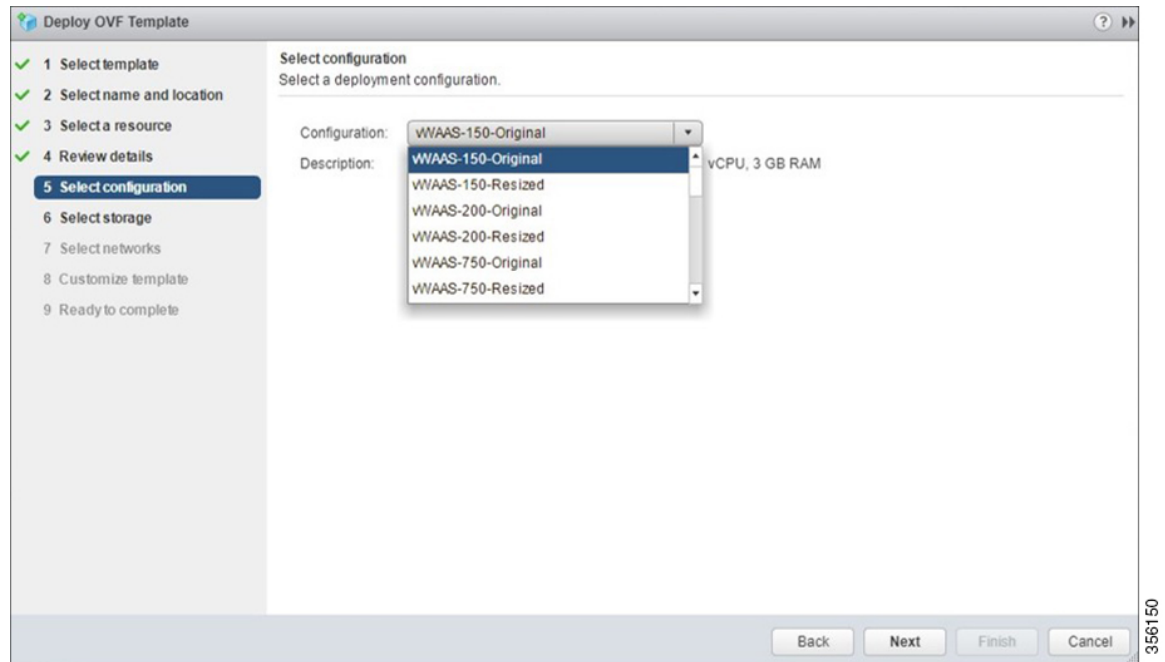 Deploy OVF Template
?
1 Select template
2 Select name and location
3 Select a resource
4 Review details
5 Select configuration
6 Select storage
7 Select networks
8 Customize template
9 Ready to complete
Select configuration
Select a deployment configuration.
Configuration: vWAAS-150-Original
Description: vCPU, 3 GB RAM
vWAAS-150-Original
vWAAS-150-Resized
vWAAS-200-Original
vWAAS-200-Resized
vWAAS-750-Original
vWAAS-750-Resized
Back Next Finish Cancel
356150